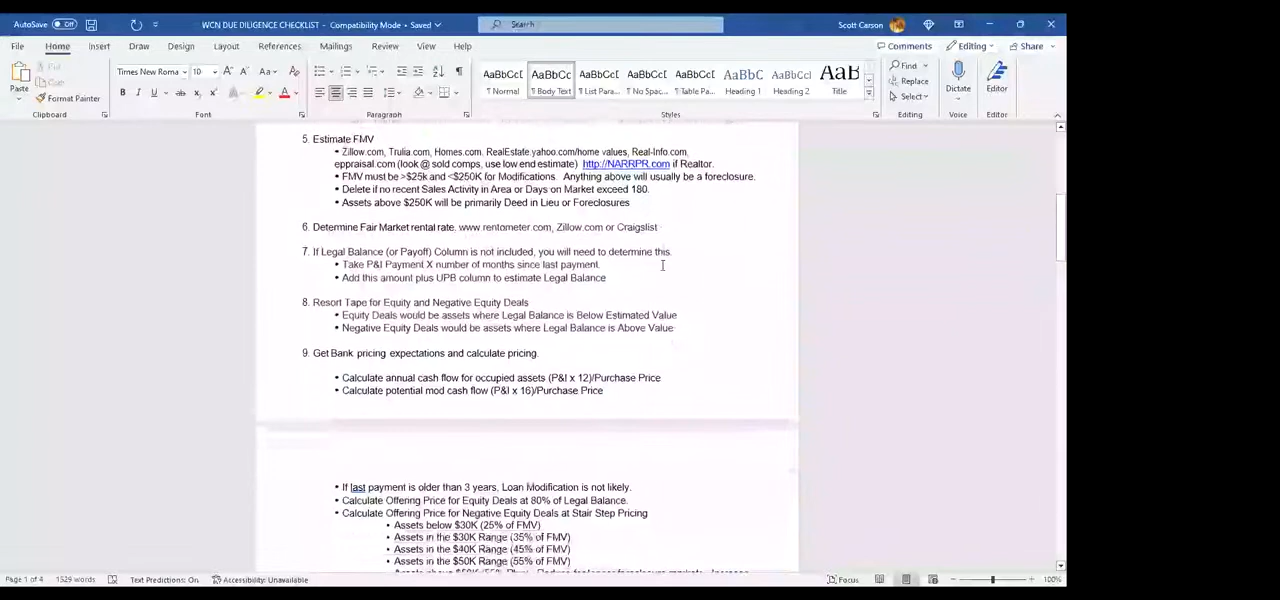 AutoSave Off WCN DUE DILIGENCE CHECKLIST - Compatibility Mode • Saved Search Scott Carson
File Home Insert Draw Design Layout References Mailings Review View Help Comments Editing Share
Paste Cut Copy Format Painter
Times New Roma 10
AaBbCcD AaBbCc AaBbCcD AaBbCcD AaBbCcD AaBbC AaBbCcI AaB
¶ Normal ¶ Body Text ¶ List Para... ¶ No Spac... ¶ Table Pa... Heading 1 Heading 2 Title
Find Replace Select Dictate Editor
Clipboard Font Paragraph Styles Editing Voice Editor
5. Estimate FMV
• Zillow.com, Trulia.com, Homes.com. RealEstate.yahoo.com/home values, Real-Info.com,
eppraisal.com (look @ sold comps, use low end estimate) http://NARRPR.com if Realtor.
• FMV must be >$25k and <$250K for Modifications. Anything above will usually be a foreclosure.
• Delete if no recent Sales Activity in Area or Days on Market exceed 180.
• Assets above $250K will be primarily Deed in Lieu or Foreclosures
6. Determine Fair Market rental rate. www.rentometer.com, Zillow.com or Craigslist
7. If Legal Balance (or Payoff) Column is not included, you will need to determine this.
• Take P&I Payment X number of months since last payment.
• Add this amount plus UPB column to estimate Legal Balance
8. Resort Tape for Equity and Negative Equity Deals
• Equity Deals would be assets where Legal Balance is Below Estimated Value
• Negative Equity Deals would be assets where Legal Balance is Above Value
9. Get Bank pricing expectations and calculate pricing.
• Calculate annual cash flow for occupied assets (P&I x 12)/Purchase Price
• Calculate potential mod cash flow (P&I x 16)/Purchase Price
• If last payment is older than 3 years, Loan Modification is not likely.
• Calculate Offering Price for Equity Deals at 80% of Legal Balance.
• Calculate Offering Price for Negative Equity Deals at Stair Step Pricing
• Assets below $30K (25% of FMV)
• Assets in the $30K Range (35% of FMV)
• Assets in the $40K Range (45% of FMV)
• Assets in the $50K Range (55% of FMV)
Page 1 of 4 1529 words Text Predictions: On Accessibility: Unavailable Focus 100%